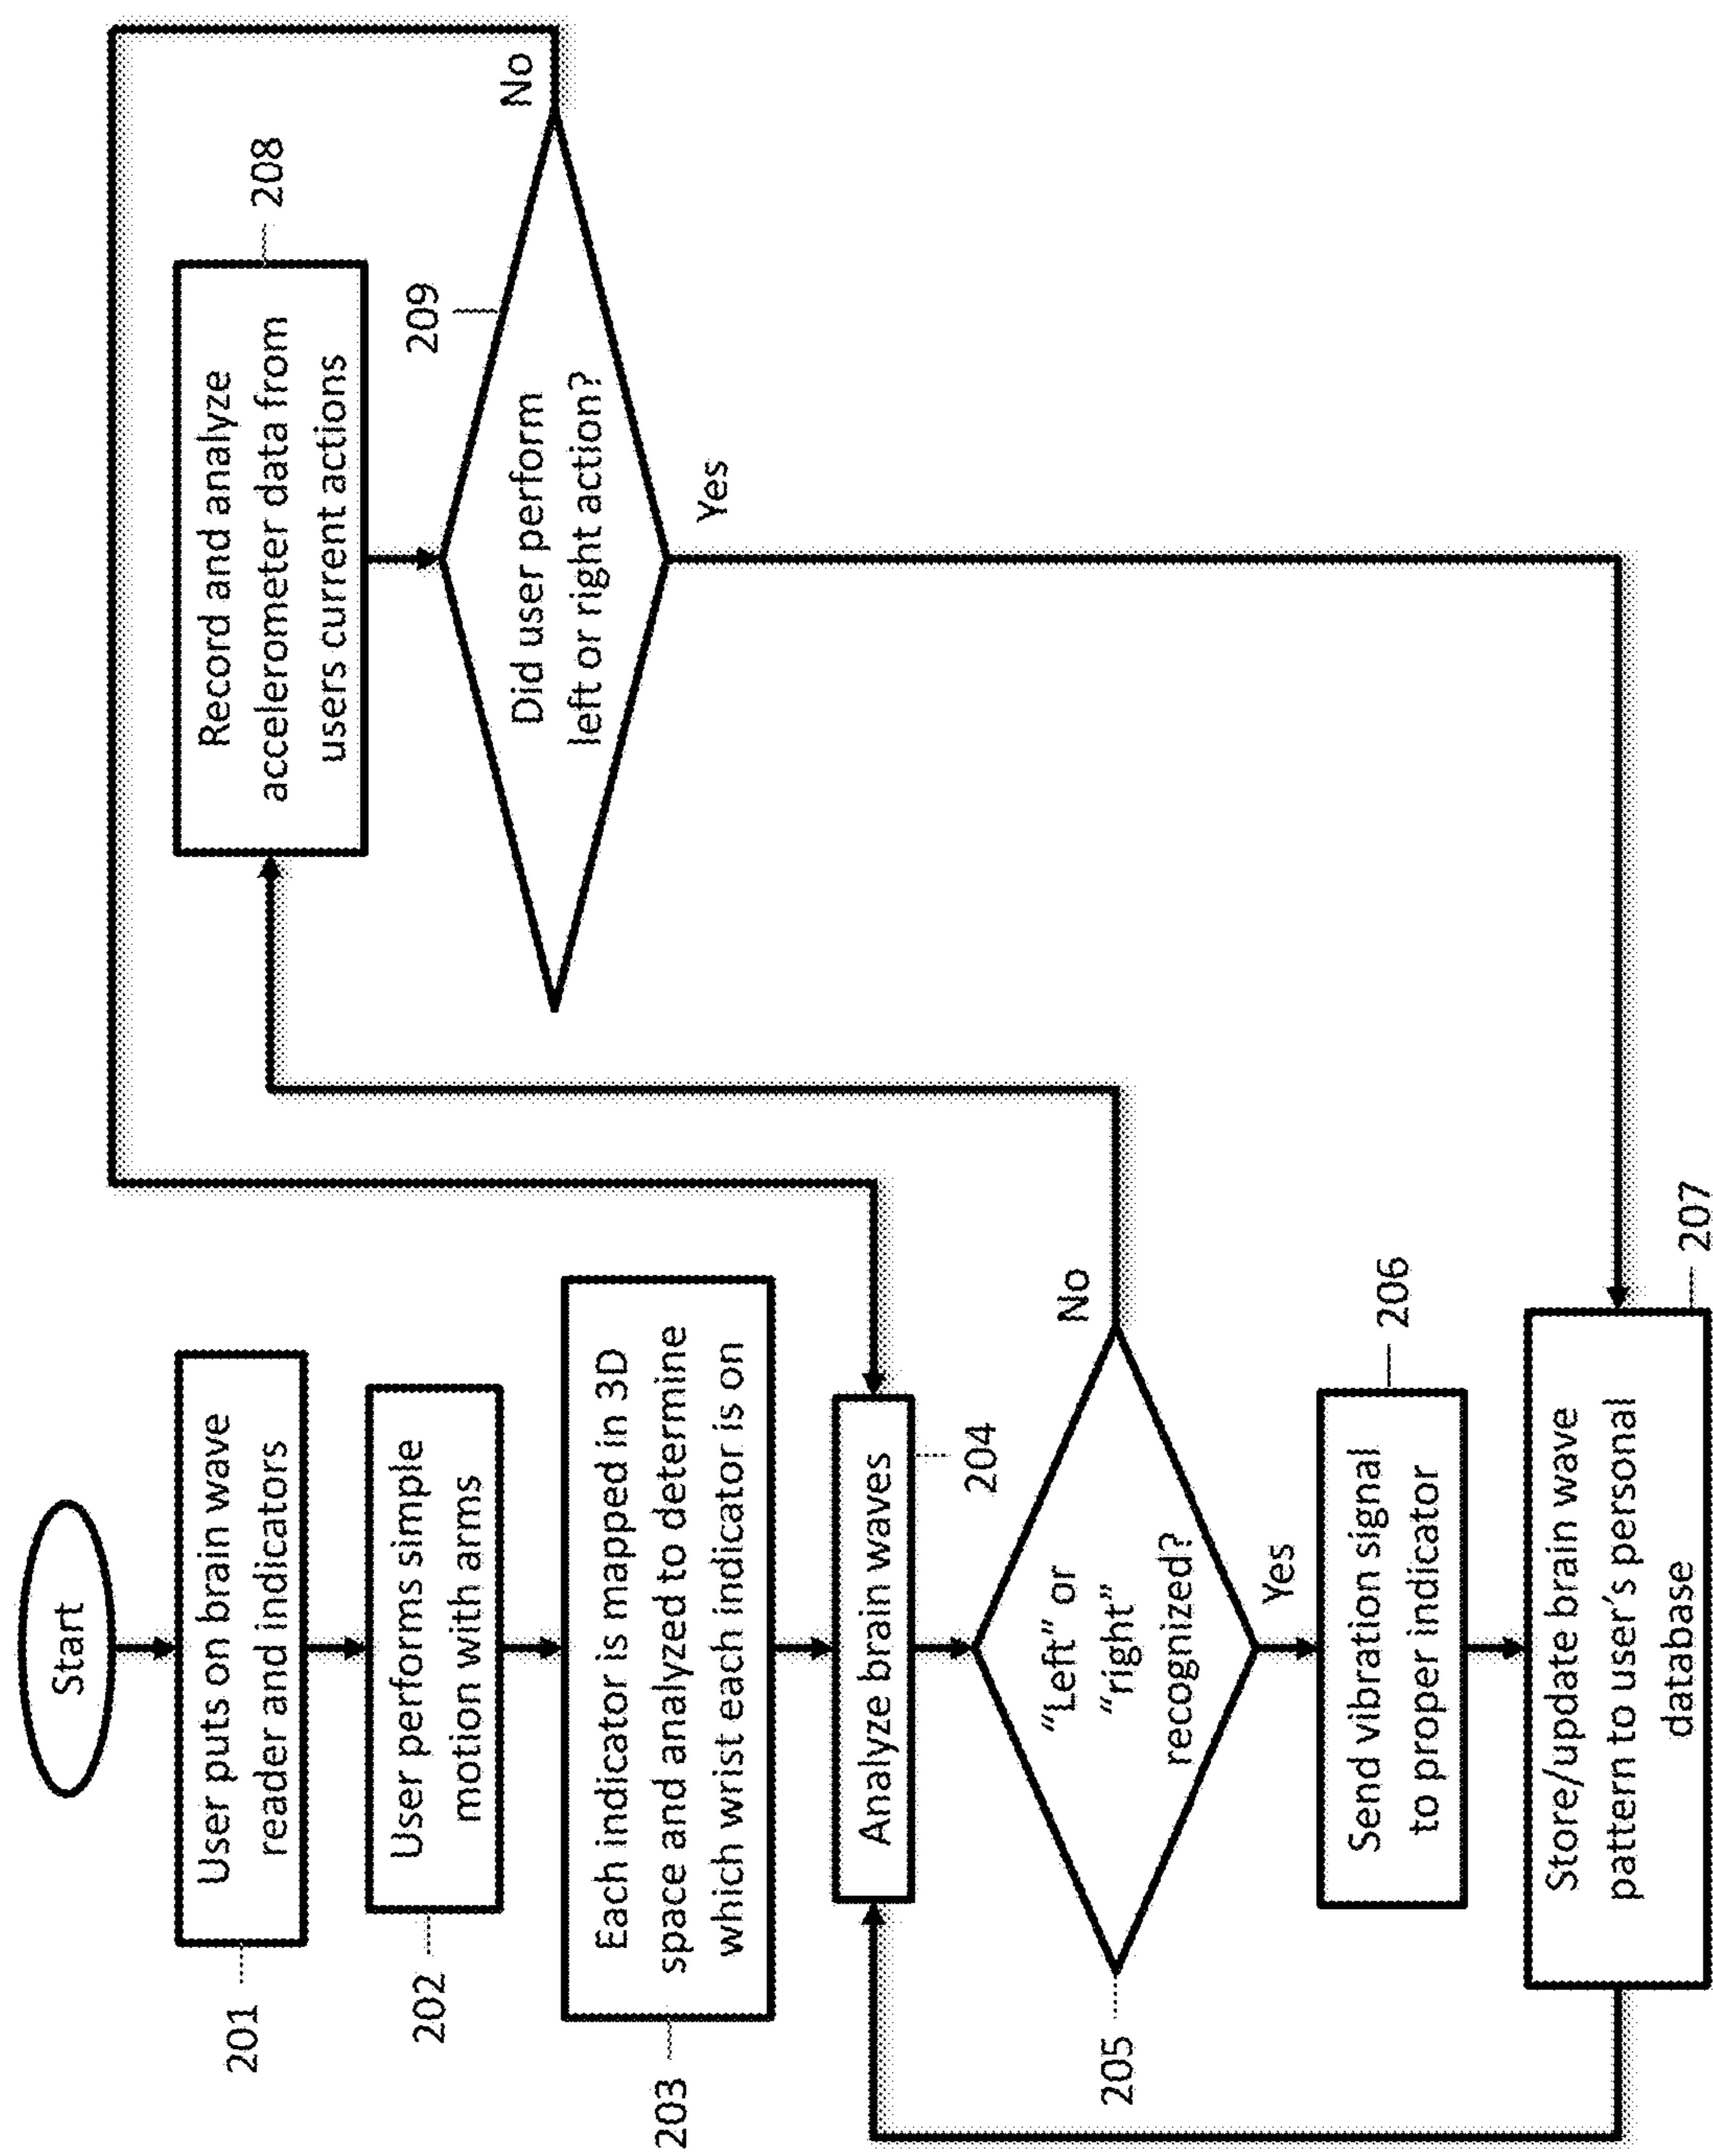 Start
201
User puts on brain wave
reader and indicators
202
User performs simple
motion with arms
203
Each indicator is mapped in 3D
space and analyzed to determine
which wrist each indicator is on
Analyze brain waves
204
205
“Left” or
“right”
recognized?
No
Yes
Send vibration signal
to proper indicator
206
Store/update brain wave
pattern to user’s personal
database
207
Record and analyze
accelerometer data from
users current actions
208
209
Did user perform
left or right action?
No
Yes